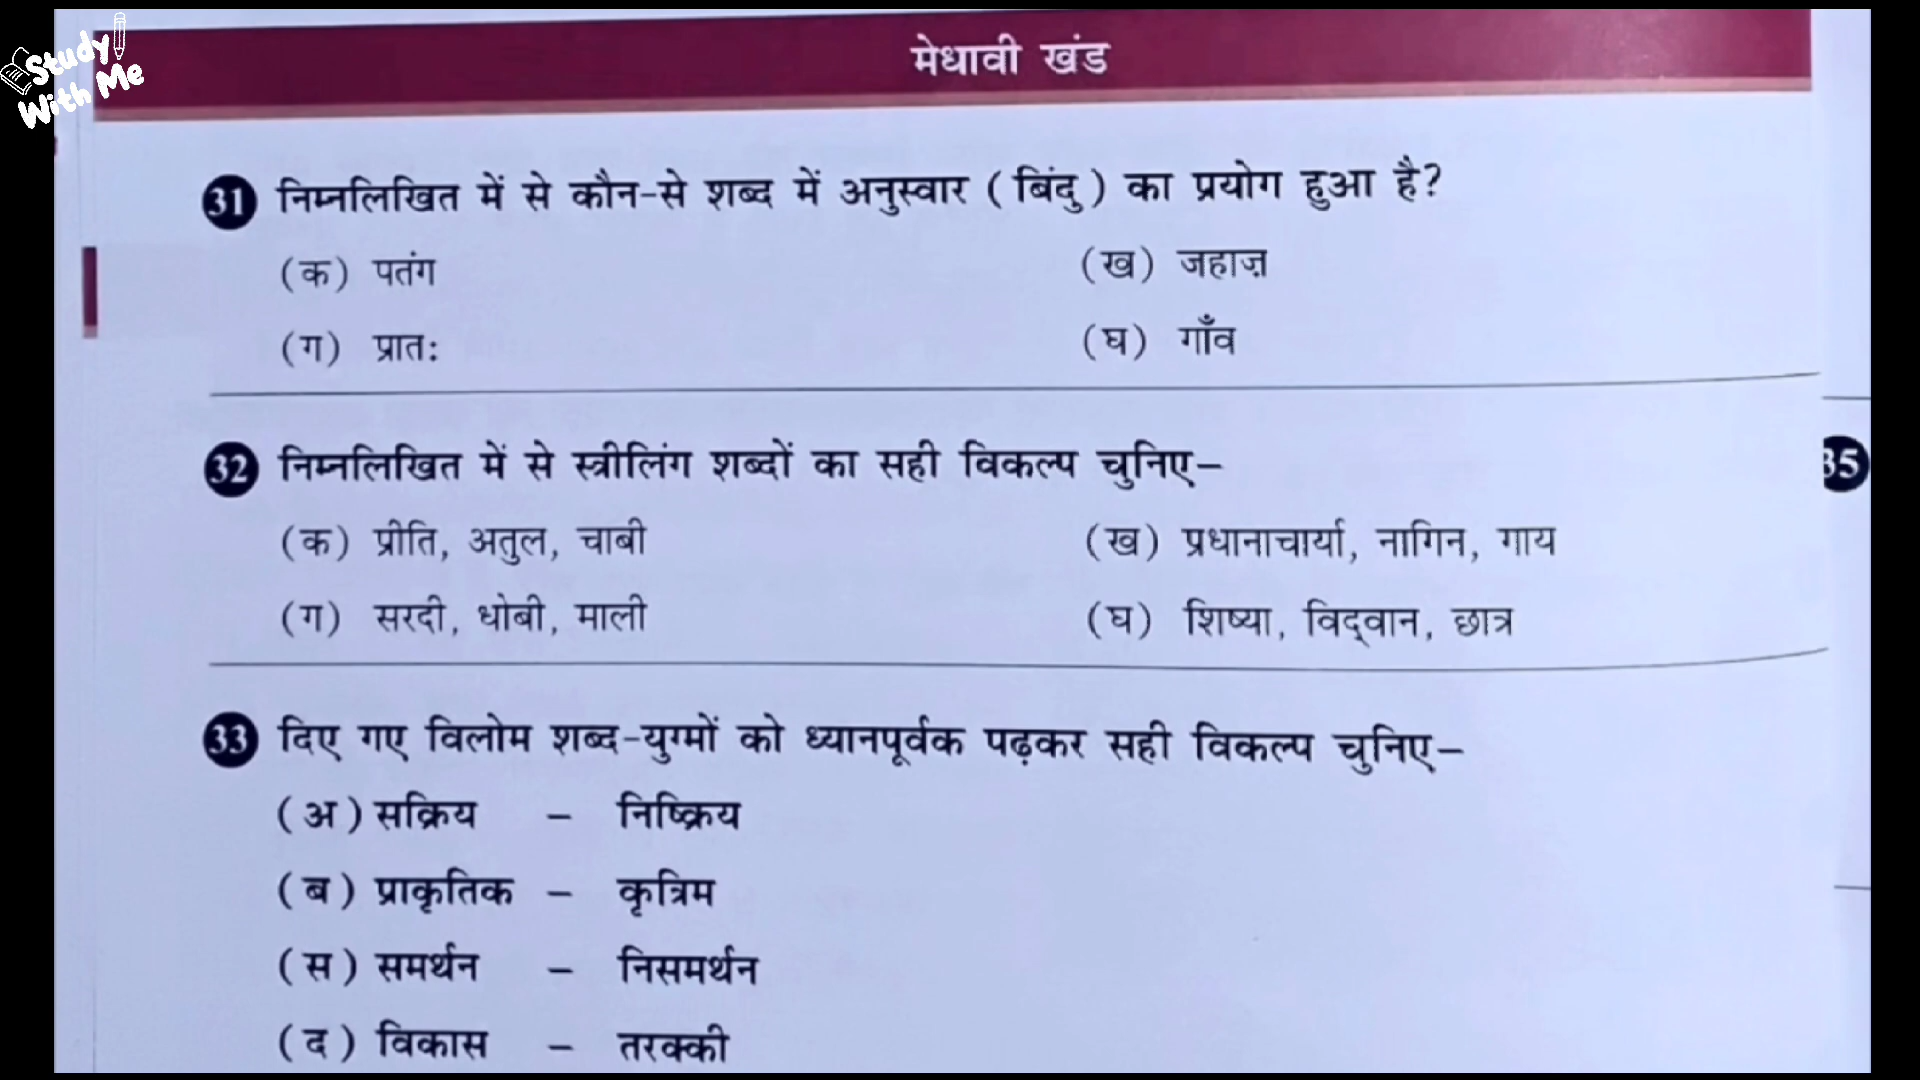 Study
With Me
मेधावी खंड
31 निम्नलिखित में से कौन-से शब्द में अनुस्वार (बिंदु) का प्रयोग हुआ है?
(क) पतंग (ख) जहाज़
(ग) प्रातः (घ) गाँव
32 निम्नलिखित में से स्त्रीलिंग शब्दों का सही विकल्प चुनिए–
35
(क) प्रीति, अतुल, चाबी (ख) प्रधानाचार्या, नागिन, गाय
(ग) सरदी, धोबी, माली (घ) शिष्या, विद्‌वान, छात्र
33 दिए गए विलोम शब्द-युग्मों को ध्यानपूर्वक पढ़कर सही विकल्प चुनिए–
(अ) सक्रिय – निष्क्रिय
(ब) प्राकृतिक – कृत्रिम
(स) समर्थन – निसमर्थन
(द) विकास – तरक्की